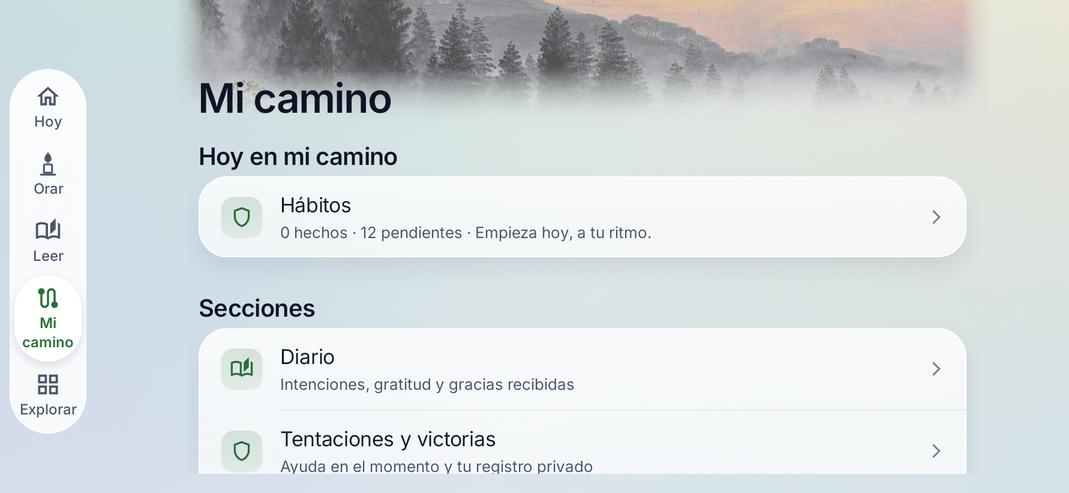 Mi camino
Hoy en mi camino
Hábitos
0 hechos · 12 pendientes · Empieza hoy, a tu ritmo.
Secciones
Diario
Intenciones, gratitud y gracias recibidas
Tentaciones y victorias
Ayuda en el momento y tu registro privado
Hoy
Orar
Leer
Mi
camino
Explorar